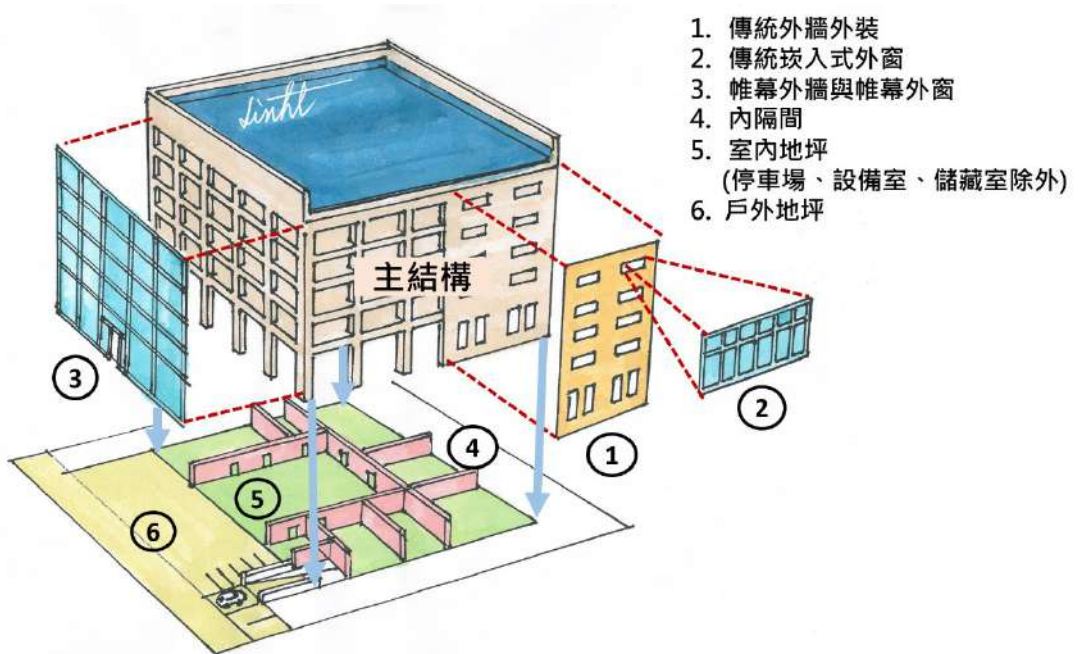 1. 傳統外牆外裝
2. 傳統崁入式外窗
3. 帷幕外牆與帷幕外窗
4. 內隔間
5. 室內地坪
(停車場、設備室、儲藏室除外)
6. 戶外地坪
linht
主結構
3
2
1
4
5
6